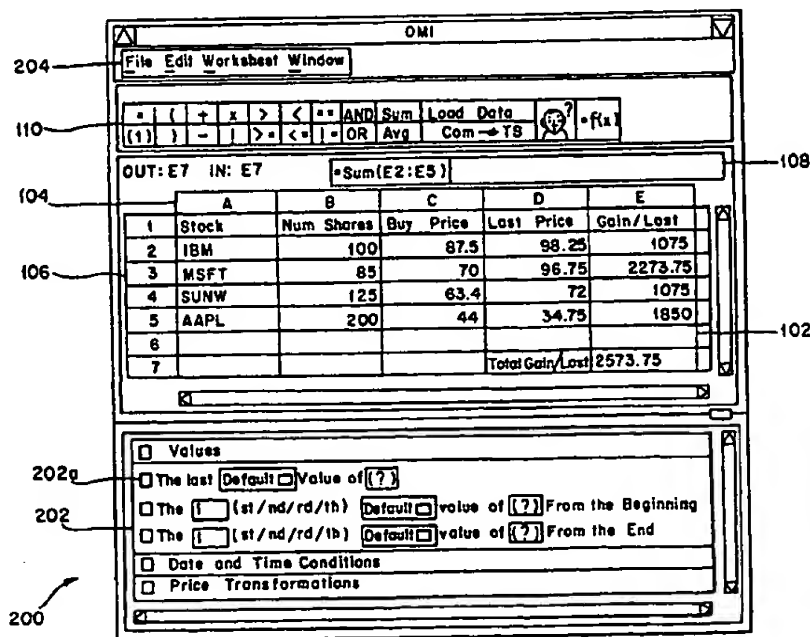 OMI
204 File Edit Worksheet Window
110 = ( + x > < == AND Sum Load Data ? =f(x)
(1) ) - | >= <= != OR Avg Com → TS
OUT: E7 IN: E7 =Sum(E2:E5) 108
104 A B C D E
1 Stock Num Shares Buy Price Last Price Gain/Lost
2 IBM 100 87.5 98.25 1075
106 3 MSFT 85 70 96.75 2273.75
4 SUNW 125 63.4 72 1075
5 AAPL 200 44 34.75 1850
6 102
7 Total Gain/Lost 2573.75
Values
202a The last Default Value of (?)
202 The 1 (st/nd/rd/th) Default value of (?) From the Beginning
The 1 (st/nd/rd/th) Default value of (?) From the End
Date and Time Conditions
Price Transformations
200